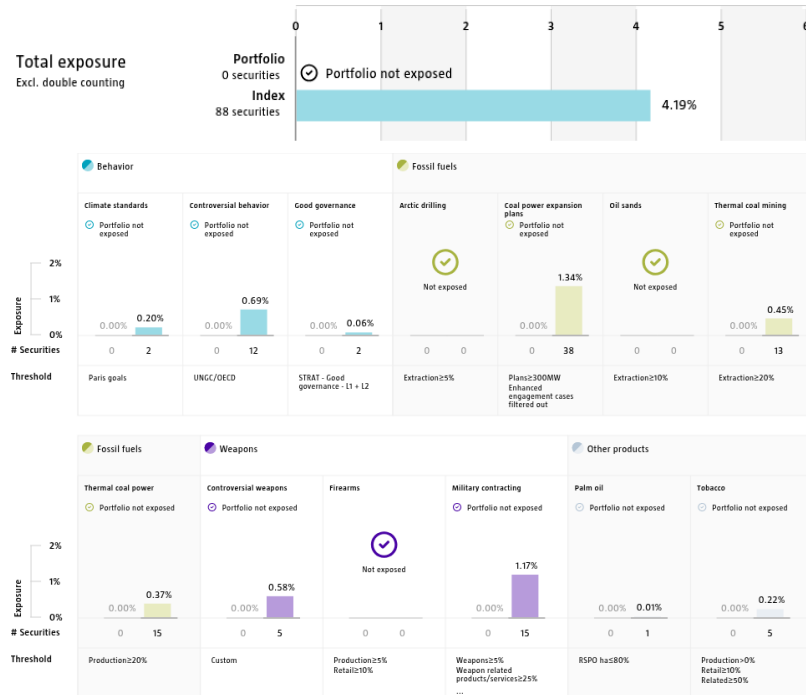 0 1 2 3 4 5 6
Total exposure
Excl. double counting
Portfolio
0 securities
Portfolio not exposed
Index
88 securities
4.19%
Behavior
Fossil fuels
Climate standards
Portfolio not
exposed
Controversial behavior
Portfolio not
exposed
Good governance
Portfolio not
exposed
Arctic drilling
Not exposed
Coal power expansion
plans
Portfolio not
exposed
Oil sands
Not exposed
Thermal coal mining
Portfolio not
exposed
Exposure
2%
1%
0%
0.00% 0.20%
0.00% 0.69%
0.00% 0.06%
0.00% 1.34%
0.00% 0.45%
# Securities
0 2
0 12
0 2
0 0
0 38
0 0
0 13
Threshold
Paris goals
UNGC/OECD
STRAT - Good
governance - L1 + L2
Extraction≥5%
Plans≥300MW
Enhanced
engagement cases
filtered out
Extraction≥10%
Extraction≥20%
Fossil fuels
Weapons
Other products
Thermal coal power
Portfolio not exposed
Controversial weapons
Portfolio not exposed
Firearms
Not exposed
Military contracting
Portfolio not exposed
Palm oil
Portfolio not exposed
Tobacco
Portfolio not exposed
Exposure
2%
1%
0%
0.00% 0.37%
0.00% 0.58%
0.00% 1.17%
0.00% 0.01%
0.00% 0.22%
# Securities
0 15
0 5
0 0
0 15
0 1
0 5
Threshold
Production≥20%
Custom
Production≥5%
Retail≥10%
Weapons≥5%
Weapon related
products/services≥25%
...
RSPO ha≤80%
Production>0%
Retail≥10%
Related≥50%